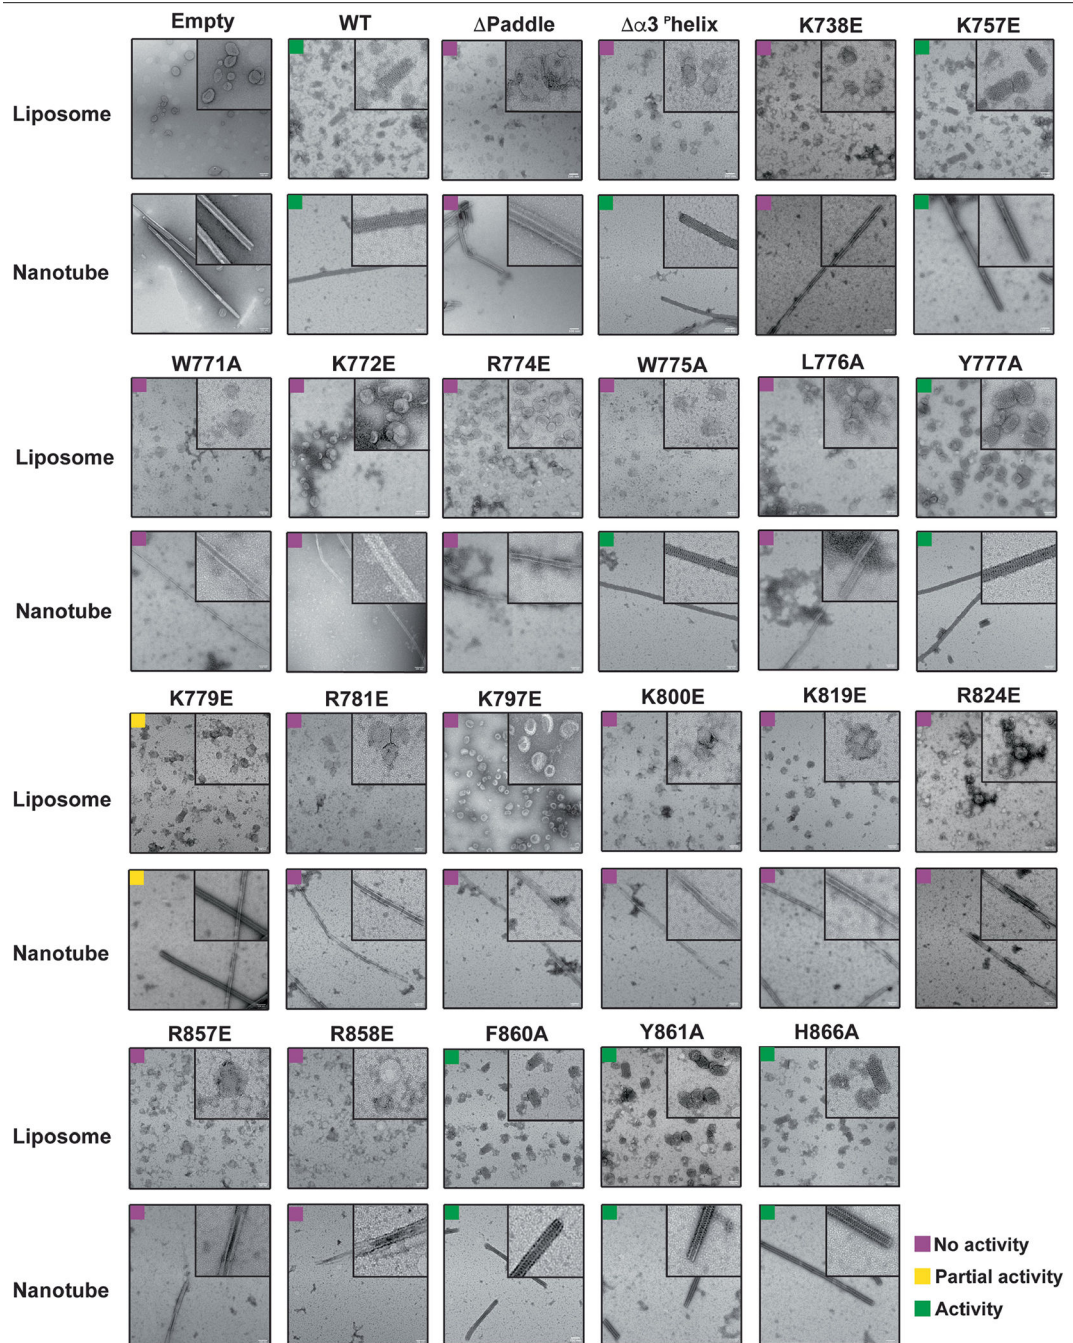 Empty WT ΔPaddle Δα3 ᴾhelix K738E K757E
Liposome
Nanotube
W771A K772E R774E W775A L776A Y777A
Liposome
Nanotube
K779E R781E K797E K800E K819E R824E
Liposome
Nanotube
R857E R858E F860A Y861A H866A
Liposome
Nanotube
No activity
Partial activity
Activity